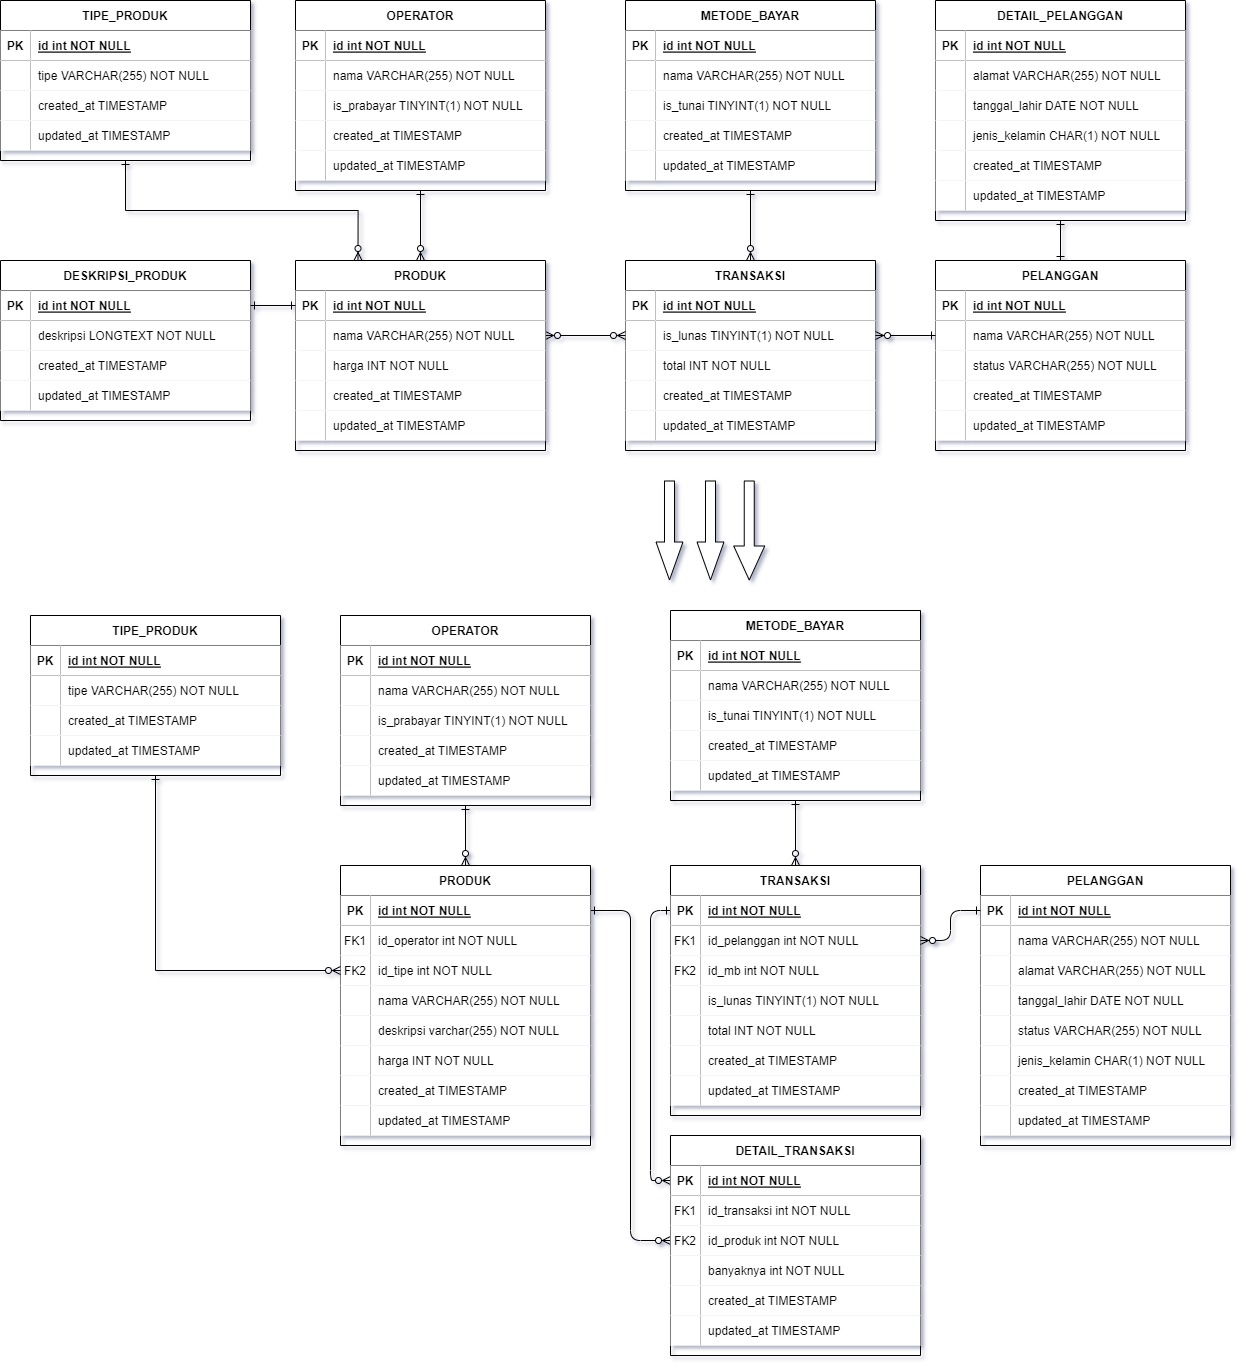 TIPE_PRODUK
PK id int NOT NULL
tipe VARCHAR(255) NOT NULL
created_at TIMESTAMP
updated_at TIMESTAMP
OPERATOR
PK id int NOT NULL
nama VARCHAR(255) NOT NULL
is_prabayar TINYINT(1) NOT NULL
created_at TIMESTAMP
updated_at TIMESTAMP
METODE_BAYAR
PK id int NOT NULL
nama VARCHAR(255) NOT NULL
is_tunai TINYINT(1) NOT NULL
created_at TIMESTAMP
updated_at TIMESTAMP
DETAIL_PELANGGAN
PK id int NOT NULL
alamat VARCHAR(255) NOT NULL
tanggal_lahir DATE NOT NULL
jenis_kelamin CHAR(1) NOT NULL
created_at TIMESTAMP
updated_at TIMESTAMP
DESKRIPSI_PRODUK
PK id int NOT NULL
deskripsi LONGTEXT NOT NULL
created_at TIMESTAMP
updated_at TIMESTAMP
PRODUK
PK id int NOT NULL
nama VARCHAR(255) NOT NULL
harga INT NOT NULL
created_at TIMESTAMP
updated_at TIMESTAMP
TRANSAKSI
PK id int NOT NULL
is_lunas TINYINT(1) NOT NULL
total INT NOT NULL
created_at TIMESTAMP
updated_at TIMESTAMP
PELANGGAN
PK id int NOT NULL
nama VARCHAR(255) NOT NULL
status VARCHAR(255) NOT NULL
created_at TIMESTAMP
updated_at TIMESTAMP
TIPE_PRODUK
PK id int NOT NULL
tipe VARCHAR(255) NOT NULL
created_at TIMESTAMP
updated_at TIMESTAMP
OPERATOR
PK id int NOT NULL
nama VARCHAR(255) NOT NULL
is_prabayar TINYINT(1) NOT NULL
created_at TIMESTAMP
updated_at TIMESTAMP
METODE_BAYAR
PK id int NOT NULL
nama VARCHAR(255) NOT NULL
is_tunai TINYINT(1) NOT NULL
created_at TIMESTAMP
updated_at TIMESTAMP
PRODUK
PK id int NOT NULL
FK1 id_operator int NOT NULL
FK2 id_tipe int NOT NULL
nama VARCHAR(255) NOT NULL
deskripsi varchar(255) NOT NULL
harga INT NOT NULL
created_at TIMESTAMP
updated_at TIMESTAMP
TRANSAKSI
PK id int NOT NULL
FK1 id_pelanggan int NOT NULL
FK2 id_mb int NOT NULL
is_lunas TINYINT(1) NOT NULL
total INT NOT NULL
created_at TIMESTAMP
updated_at TIMESTAMP
PELANGGAN
PK id int NOT NULL
nama VARCHAR(255) NOT NULL
alamat VARCHAR(255) NOT NULL
tanggal_lahir DATE NOT NULL
status VARCHAR(255) NOT NULL
jenis_kelamin CHAR(1) NOT NULL
created_at TIMESTAMP
updated_at TIMESTAMP
DETAIL_TRANSAKSI
PK id int NOT NULL
FK1 id_transaksi int NOT NULL
FK2 id_produk int NOT NULL
banyaknya int NOT NULL
created_at TIMESTAMP
updated_at TIMESTAMP